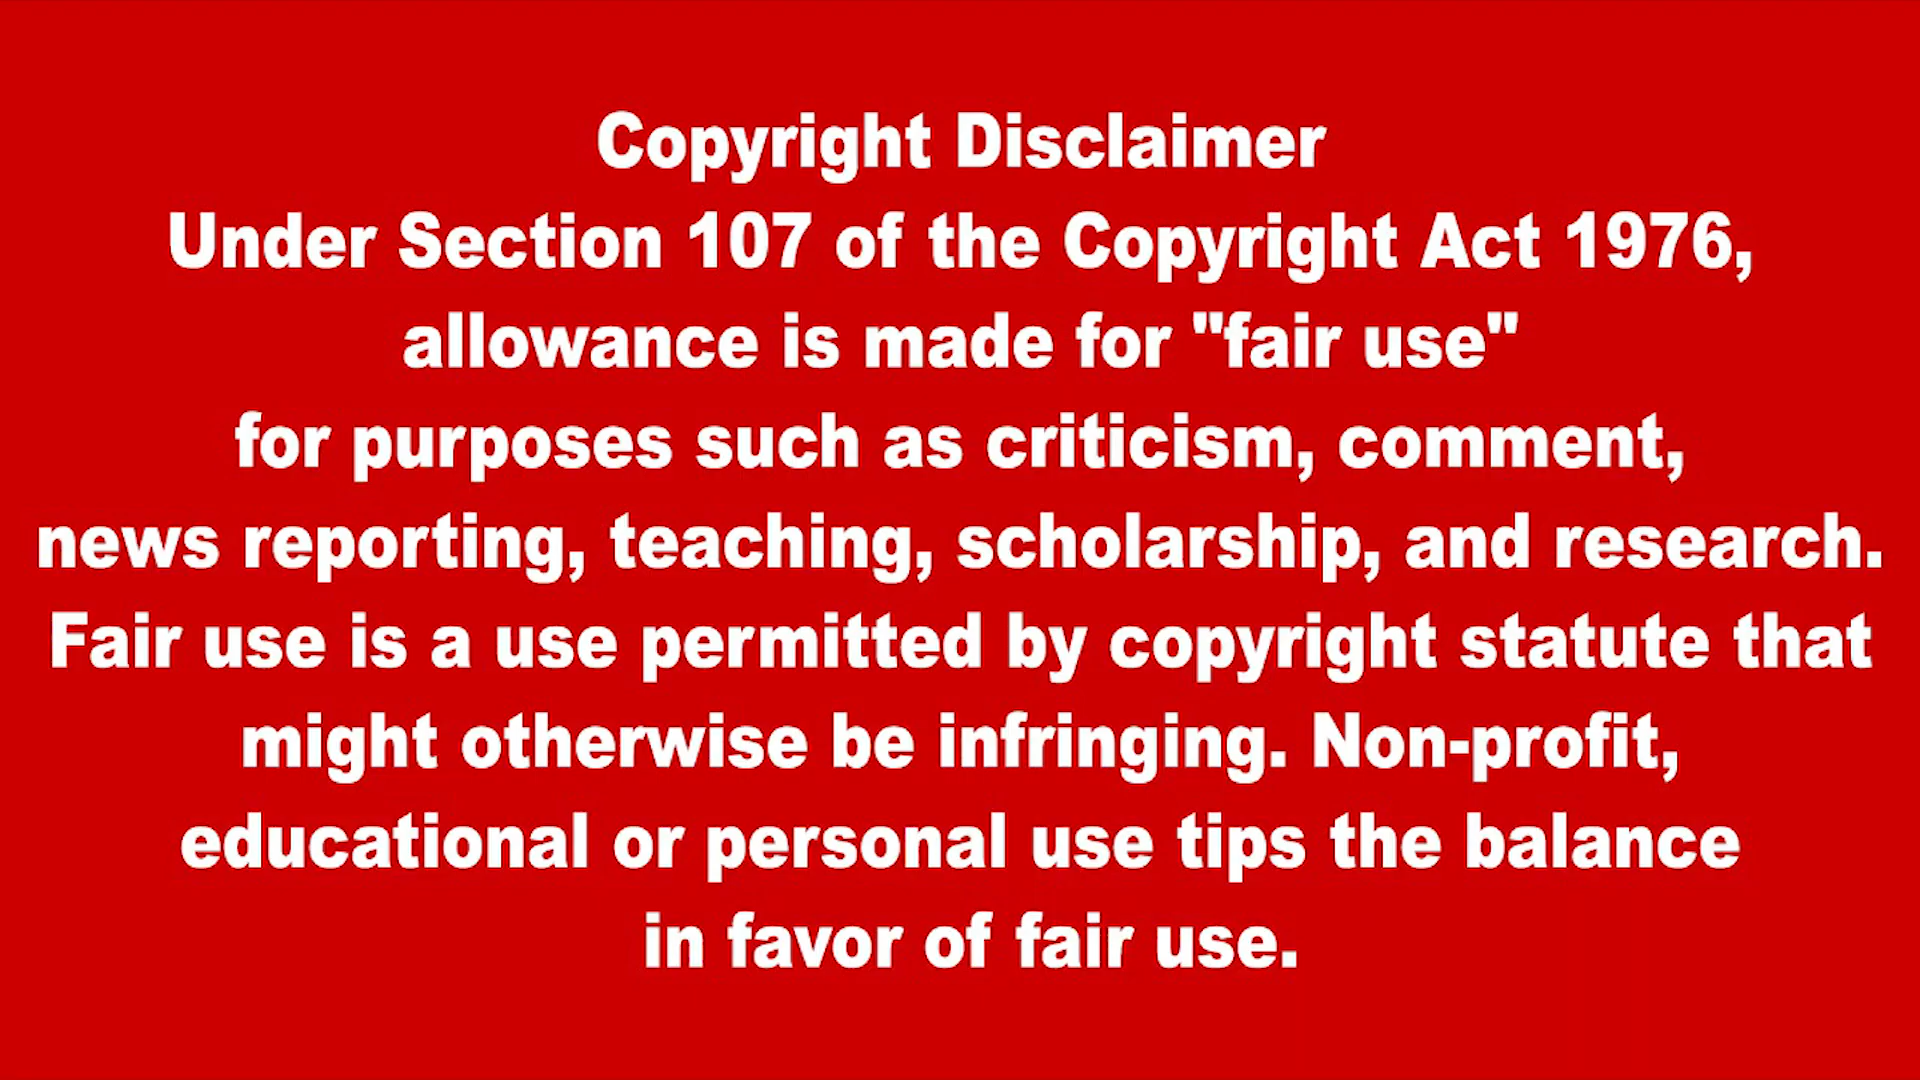 Copyright Disclaimer
Under Section 107 of the Copyright Act 1976,
allowance is made for "fair use"
for purposes such as criticism, comment,
news reporting, teaching, scholarship, and research.
Fair use is a use permitted by copyright statute that
might otherwise be infringing. Non-profit,
educational or personal use tips the balance
in favor of fair use.